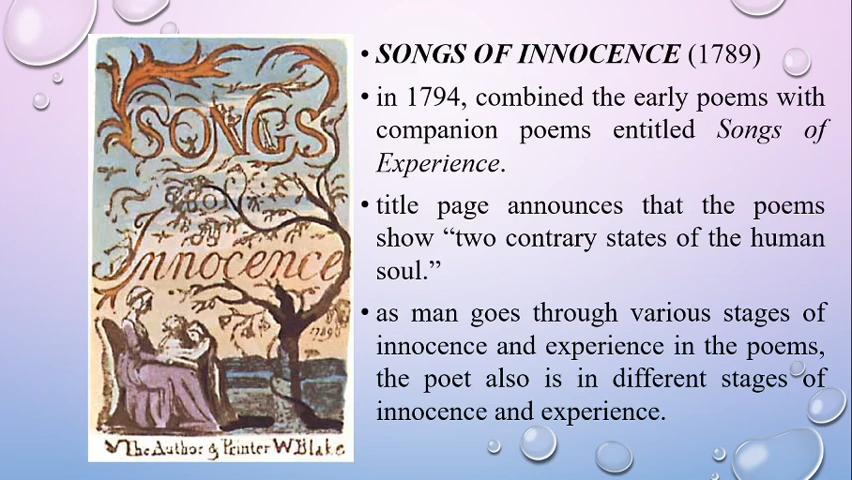 SONGS
of
Innocence
1789
The Author & Printer W Blake
• SONGS OF INNOCENCE (1789)
• in 1794, combined the early poems with
companion poems entitled Songs of
Experience.
• title page announces that the poems
show “two contrary states of the human
soul.”
• as man goes through various stages of
innocence and experience in the poems,
the poet also is in different stages of
innocence and experience.